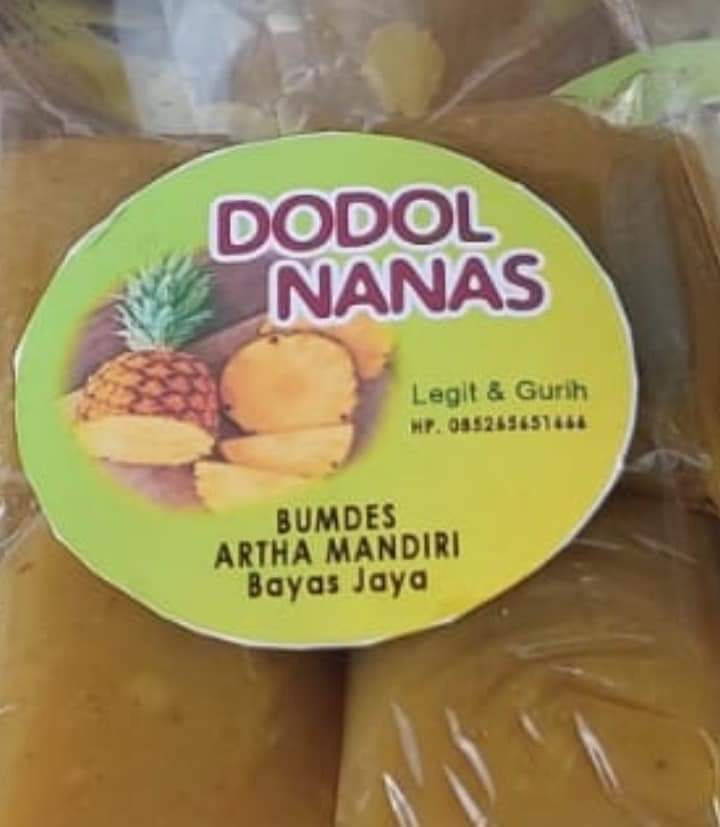 DODOL
NANAS
Legit & Gurih
HP. 085265651666
BUMDES
ARTHA MANDIRI
Bayas Jaya